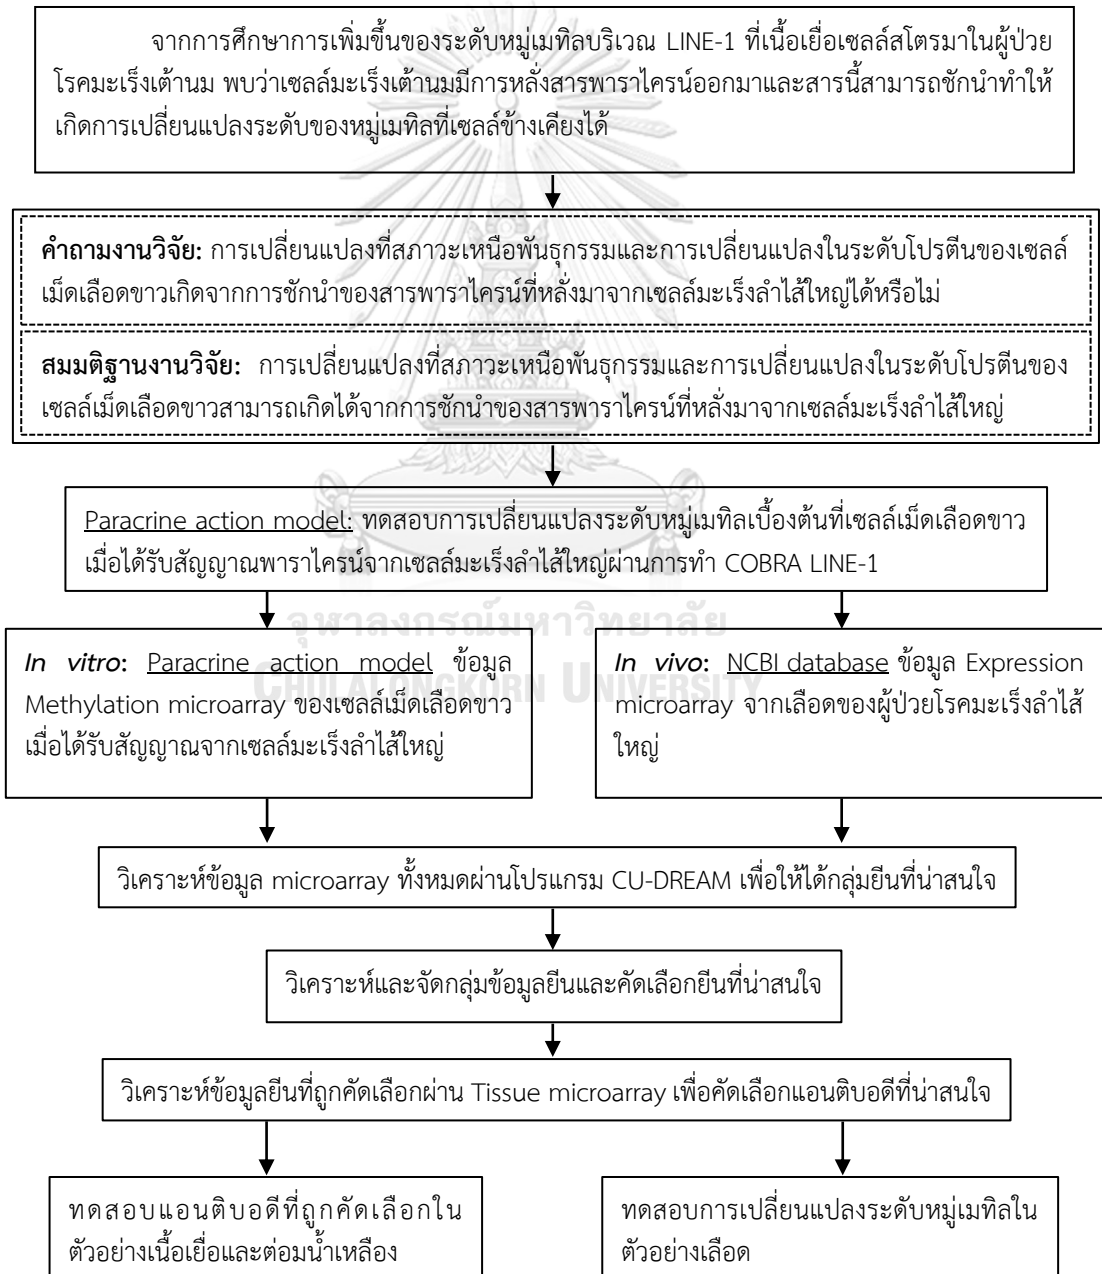 จากการศึกษาการเพิ่มขึ้นของระดับหมู่เมทิลบริเวณ LINE-1 ที่เนื้อเยื่อเซลล์สโตรมาในผู้ป่วย
โรคมะเร็งเต้านม พบว่าเซลล์มะเร็งเต้านมมีการหลั่งสารพาราไครน์ออกมาและสารนี้สามารถชักนำทำให้
เกิดการเปลี่ยนแปลงระดับของหมู่เมทิลที่เซลล์ข้างเคียงได้
คำถามงานวิจัย: การเปลี่ยนแปลงที่สภาวะเหนือพันธุกรรมและการเปลี่ยนแปลงในระดับโปรตีนของเซลล์
เม็ดเลือดขาวเกิดจากการชักนำของสารพาราไครน์ที่หลั่งมาจากเซลล์มะเร็งลำไส้ใหญ่ได้หรือไม่
สมมติฐานงานวิจัย: การเปลี่ยนแปลงที่สภาวะเหนือพันธุกรรมและการเปลี่ยนแปลงในระดับโปรตีนของ
เซลล์เม็ดเลือดขาวสามารถเกิดได้จากการชักนำของสารพาราไครน์ที่หลั่งมาจากเซลล์มะเร็งลำไส้ใหญ่
Paracrine action model: ทดสอบการเปลี่ยนแปลงระดับหมู่เมทิลเบื้องต้นที่เซลล์เม็ดเลือดขาว
เมื่อได้รับสัญญาณพาราไครน์จากเซลล์มะเร็งลำไส้ใหญ่ผ่านการทำ COBRA LINE-1
จุฬาลงกรณ์มหาวิทยาลัย
CHULALONGKORN UNIVERSITY
In vitro: Paracrine action model ข้อมูล
Methylation microarray ของเซลล์เม็ดเลือดขาว
เมื่อได้รับสัญญาณจากเซลล์มะเร็งลำไส้ใหญ่
In vivo: NCBI database ข้อมูล Expression
microarray จากเลือดของผู้ป่วยโรคมะเร็งลำไส้
ใหญ่
วิเคราะห์ข้อมูล microarray ทั้งหมดผ่านโปรแกรม CU-DREAM เพื่อให้ได้กลุ่มยีนที่น่าสนใจ
วิเคราะห์และจัดกลุ่มข้อมูลยีนและคัดเลือกยีนที่น่าสนใจ
วิเคราะห์ข้อมูลยีนที่ถูกคัดเลือกผ่าน Tissue microarray เพื่อคัดเลือกแอนติบอดีที่น่าสนใจ
ทดสอบแอนติบอดีที่ถูกคัดเลือกใน
ตัวอย่างเนื้อเยื่อและต่อมน้ำเหลือง
ทดสอบการเปลี่ยนแปลงระดับหมู่เมทิลใน
ตัวอย่างเลือด